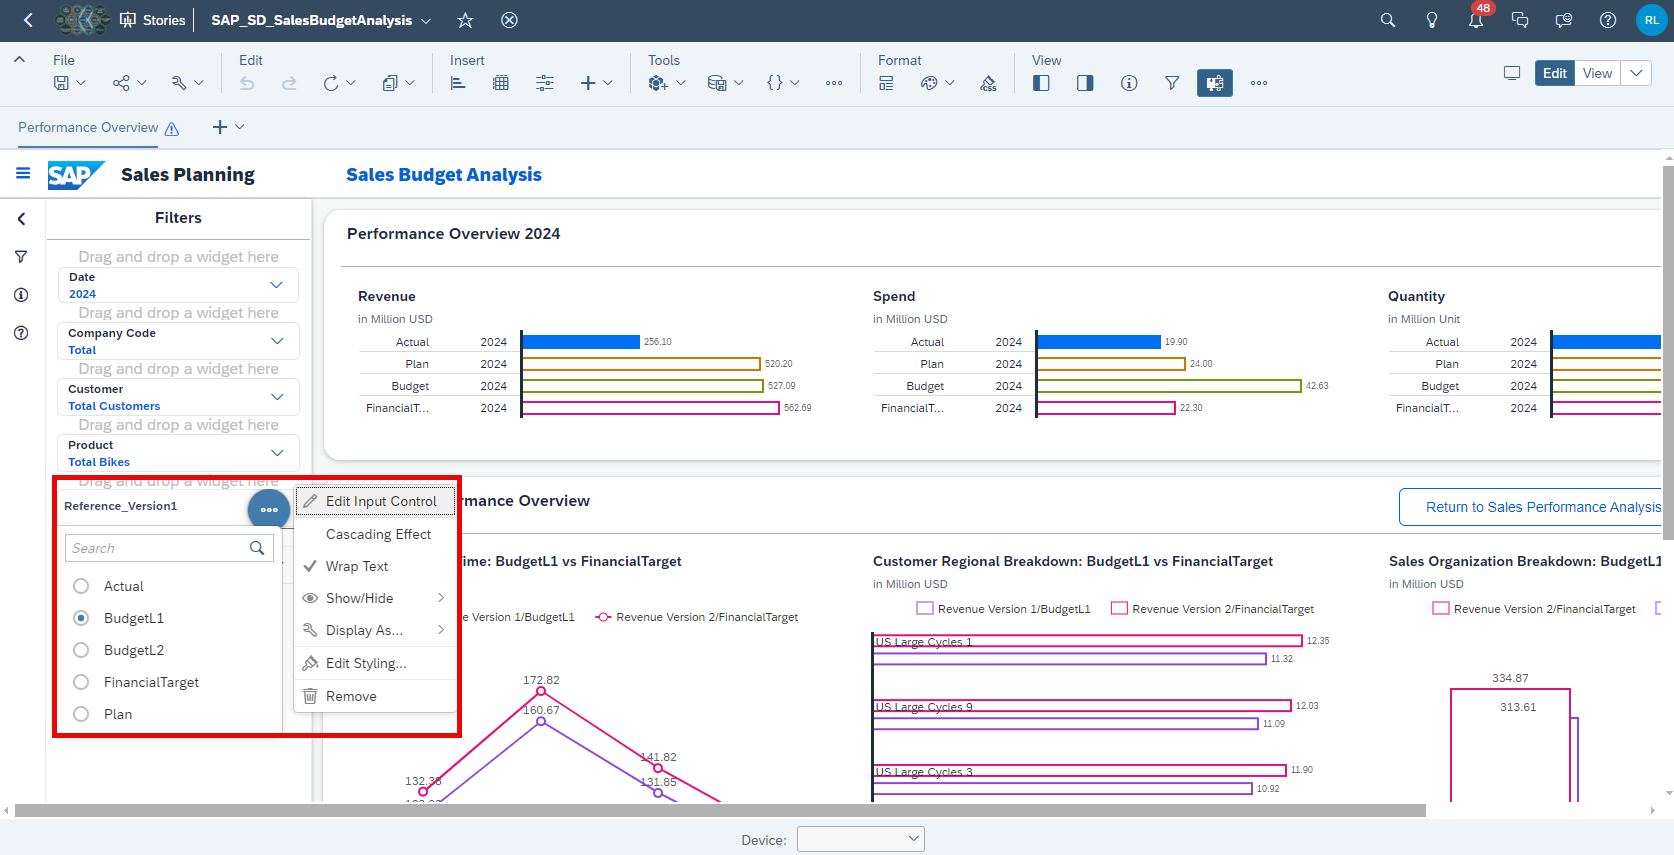 Stories
SAP_SD_SalesBudgetAnalysis
48
RL
File
Edit
Insert
Tools
Format
View
CSS
Edit
View
Performance Overview
SAP
Sales Planning
Sales Budget Analysis
Filters
Drag and drop a widget here
Date
2024
Drag and drop a widget here
Company Code
Total
Drag and drop a widget here
Customer
Total Customers
Drag and drop a widget here
Product
Total Bikes
Drag and drop a widget here
Reference_Version1
Search
Actual
BudgetL1
BudgetL2
FinancialTarget
Plan
Edit Input Control
Cascading Effect
Wrap Text
Show/Hide
Display As...
Edit Styling...
Remove
Performance Overview 2024
Revenue
in Million USD
Actual 2024 256.10
Plan 2024 520.20
Budget 2024 527.09
FinancialT... 2024 562.69
Spend
in Million USD
Actual 2024 19.90
Plan 2024 24.00
Budget 2024 42.63
FinancialT... 2024 22.30
Quantity
in Million Unit
Actual 2024
Plan 2024
Budget 2024
FinancialT... 2024
rmance Overview
Return to Sales Performance Analysis
ime: BudgetL1 vs FinancialTarget
e Version 1/BudgetL1 Revenue Version 2/FinancialTarget
172.82
160.67
141.82
131.85
132.38
Customer Regional Breakdown: BudgetL1 vs FinancialTarget
in Million USD
Revenue Version 1/BudgetL1 Revenue Version 2/FinancialTarget
US Large Cycles 1 12.35
11.32
US Large Cycles 9 12.03
11.09
US Large Cycles 3 11.90
10.92
Sales Organization Breakdown: BudgetL1
in Million USD
Revenue Version 2/FinancialTarget
334.87
313.61
Device: